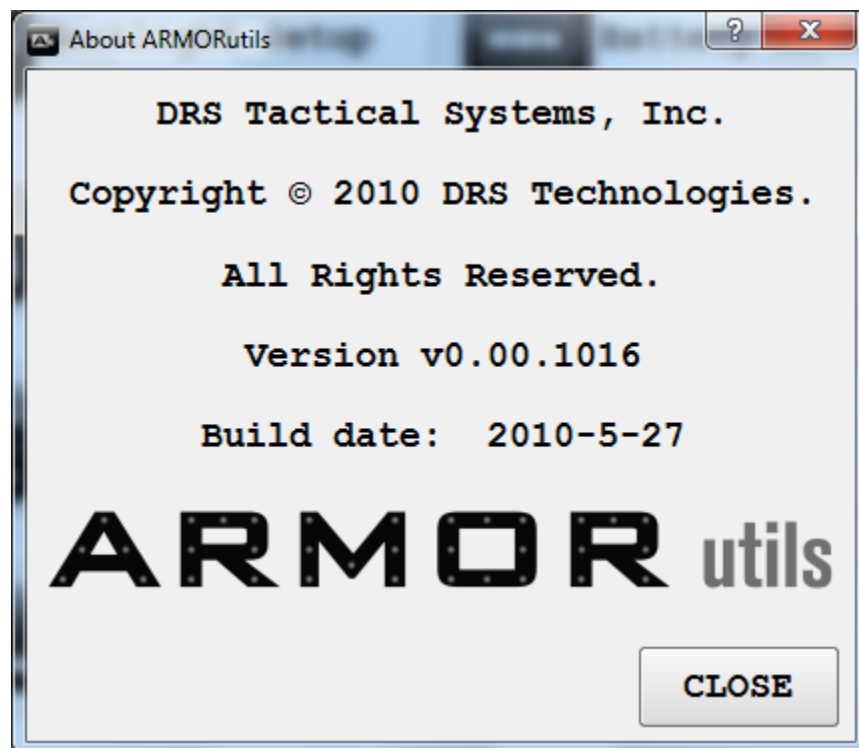 About ARMORutils
?
X
DRS Tactical Systems, Inc.
Copyright © 2010 DRS Technologies.
All Rights Reserved.
Version v0.00.1016
Build date:  2010-5-27
ARMOR utils
CLOSE